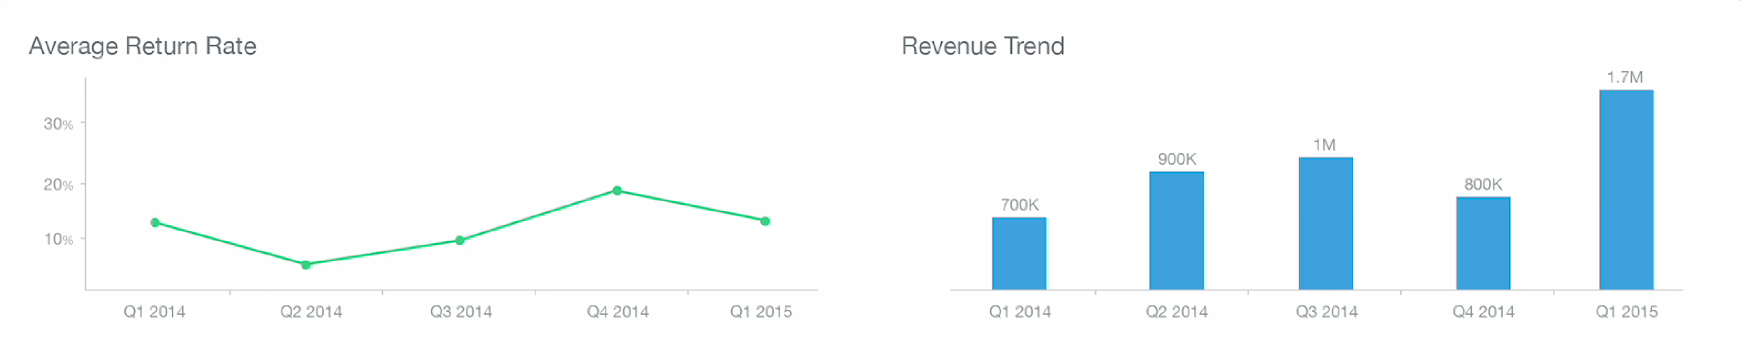 Average Return Rate
30%
20%
10%
Q1 2014 Q2 2014 Q3 2014 Q4 2014 Q1 2015
Revenue Trend
1.7M
1M
900K
800K
700K
Q1 2014 Q2 2014 Q3 2014 Q4 2014 Q1 2015